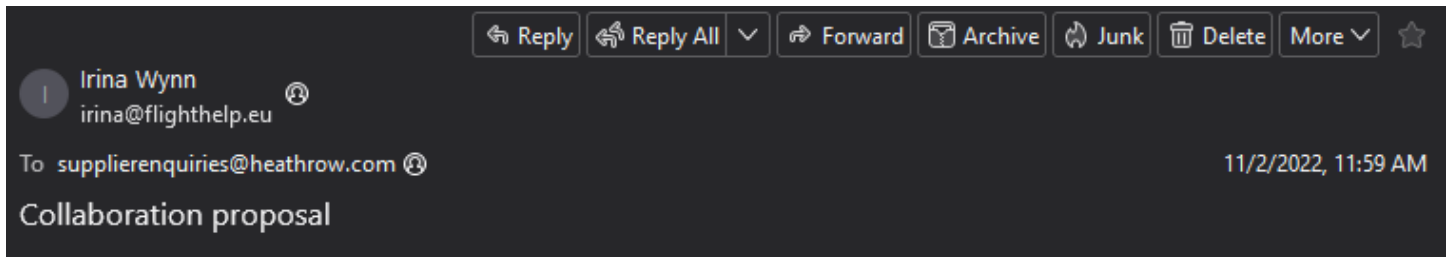 Reply Reply All Forward Archive Junk Delete More
I
Irina Wynn
irina@flighthelp.eu
To supplierenquiries@heathrow.com 11/2/2022, 11:59 AM
Collaboration proposal